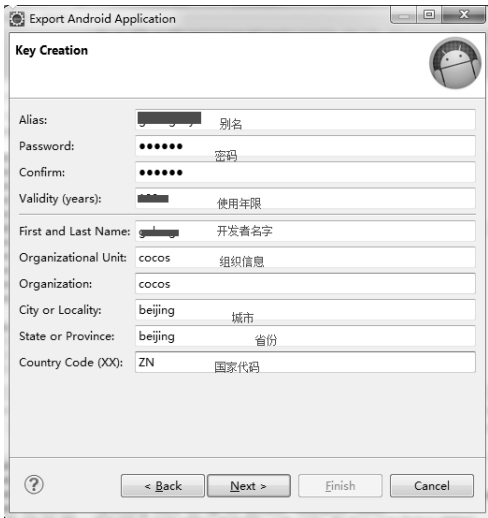 Export Android Application
Key Creation
Alias: 别名
Password: ●●●●●● 密码
Confirm: ●●●●●●
Validity (years): 使用年限
First and Last Name: 开发者名字
Organizational Unit: cocos 组织信息
Organization: cocos
City or Locality: beijing 城市
State or Province: beijing 省份
Country Code (XX): ZN 国家代码
< Back Next > Finish Cancel